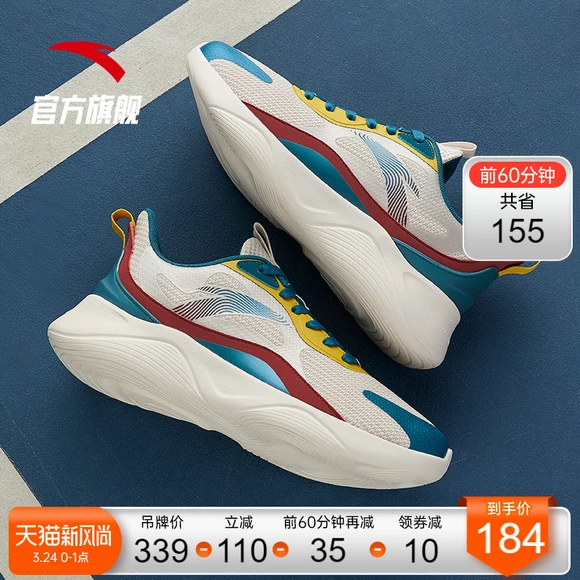 官方旗舰
前60分钟
共省
155
天猫新风尚
3.24 0-1点
吊牌价 立减 前60分钟再减 领券减
339 - 110 - 35 - 10
到手价
184